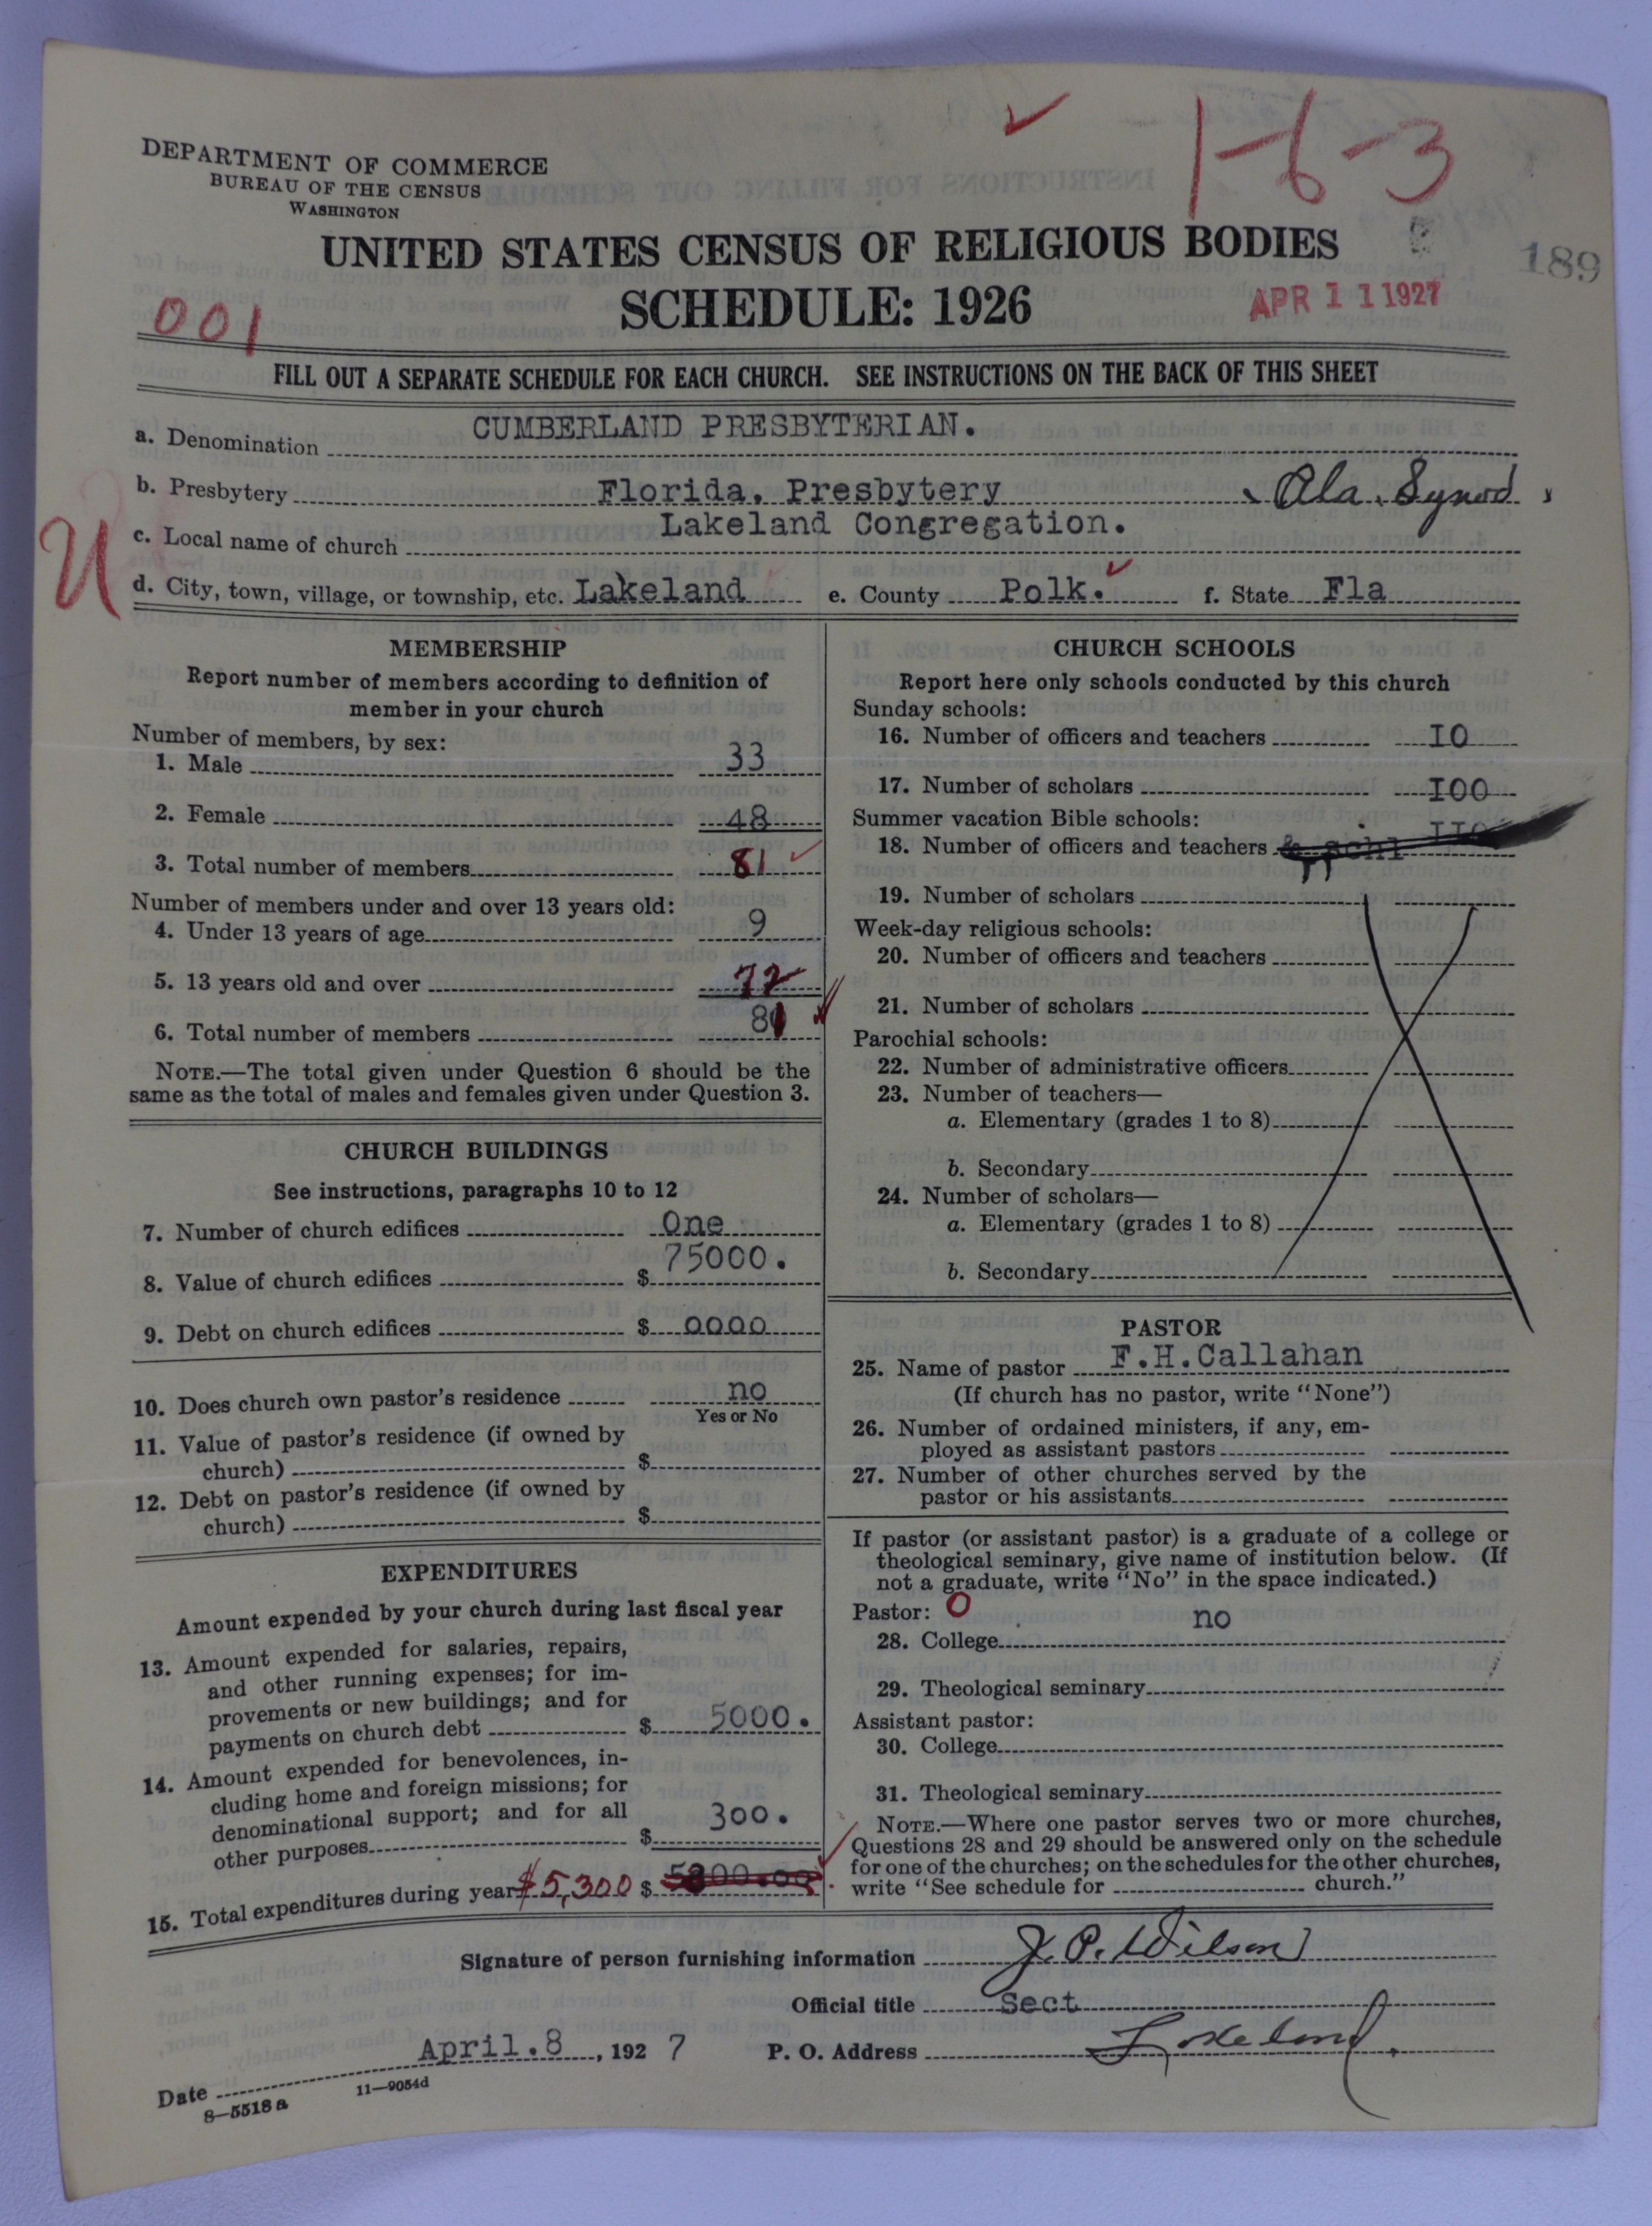 1-6-3
DEPARTMENT OF COMMERCE
BUREAU OF THE CENSUS
WASHINGTON
UNITED STATES CENSUS OF RELIGIOUS BODIES
189
SCHEDULE: 1926
APR 11 1927
001
FILL OUT A SEPARATE SCHEDULE FOR EACH CHURCH. SEE INSTRUCTIONS ON THE BACK OF THIS SHEET
a. Denomination CUMBERLAND PRESBYTERIAN.
b. Presbytery Florida. Presbytery Ala. Synod
c. Local name of church Lakeland Congregation.
U
d. City, town, village, or township, etc. Lakeland e. County Polk. f. State Fla
MEMBERSHIP
Report number of members according to definition of
member in your church
Number of members, by sex:
1. Male 33
2. Female 48
3. Total number of members 81
Number of members under and over 13 years old:
4. Under 13 years of age 9
5. 13 years old and over 72
6. Total number of members 81
NOTE.—The total given under Question 6 should be the
same as the total of males and females given under Question 3.
CHURCH BUILDINGS
See instructions, paragraphs 10 to 12
7. Number of church edifices One
8. Value of church edifices $ 75000.
9. Debt on church edifices $ 0000
10. Does church own pastor's residence no
Yes or No
11. Value of pastor's residence (if owned by
church) $
12. Debt on pastor's residence (if owned by
church) $
EXPENDITURES
Amount expended by your church during last fiscal year
13. Amount expended for salaries, repairs,
and other running expenses; for im-
provements or new buildings; and for
payments on church debt $ 5000.
14. Amount expended for benevolences, in-
cluding home and foreign missions; for
denominational support; and for all
other purposes $ 300.
15. Total expenditures during year $5,300 $
CHURCH SCHOOLS
Report here only schools conducted by this church
Sunday schools:
16. Number of officers and teachers I0
17. Number of scholars I00
Summer vacation Bible schools:
18. Number of officers and teachers
19. Number of scholars
Week-day religious schools:
20. Number of officers and teachers
21. Number of scholars
Parochial schools:
22. Number of administrative officers
23. Number of teachers—
a. Elementary (grades 1 to 8)
b. Secondary
24. Number of scholars—
a. Elementary (grades 1 to 8)
b. Secondary
PASTOR
25. Name of pastor F.H.Callahan
(If church has no pastor, write "None")
26. Number of ordained ministers, if any, em-
ployed as assistant pastors
27. Number of other churches served by the
pastor or his assistants
If pastor (or assistant pastor) is a graduate of a college or
theological seminary, give name of institution below. (If
not a graduate, write "No" in the space indicated.)
Pastor: 0
28. College no
29. Theological seminary
Assistant pastor:
30. College
31. Theological seminary
NOTE.—Where one pastor serves two or more churches,
Questions 28 and 29 should be answered only on the schedule
for one of the churches; on the schedules for the other churches,
write "See schedule for church."
Signature of person furnishing information J. P. Wilson
Official title Sect
Date April.8, 192 7 P. O. Address Lakeland.
8—5518 a 11—9054d